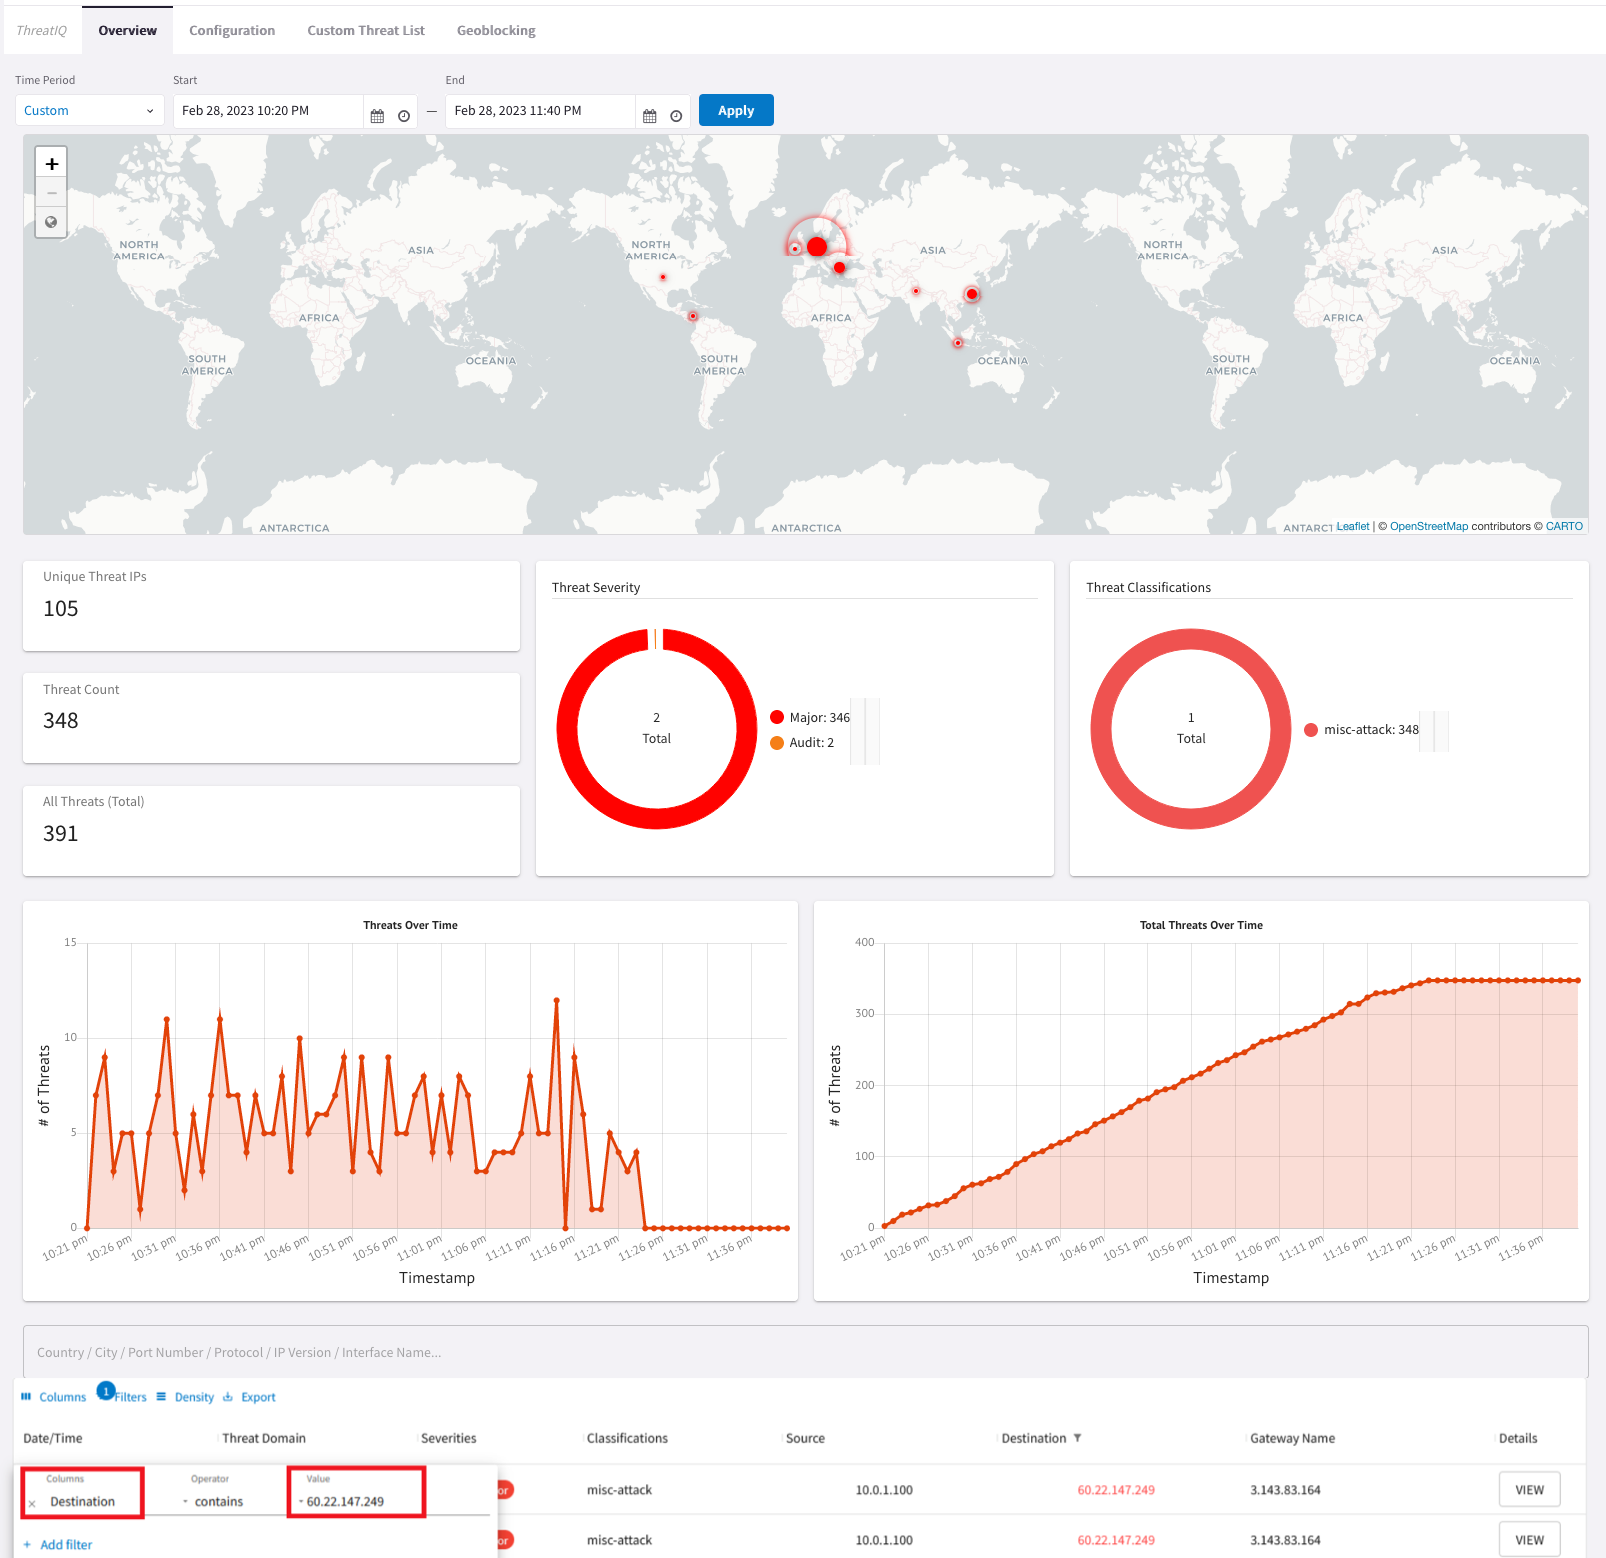 ThreatIQ Overview Configuration Custom Threat List Geoblocking
Time Period Start End
Custom Feb 28, 2023 10:20 PM — Feb 28, 2023 11:40 PM Apply
+
−
NORTH AMERICA ASIA NORTH AMERICA ASIA NORTH AMERICA ASIA
AFRICA AFRICA AFRICA
SOUTH AMERICA OCEANIA SOUTH AMERICA OCEANIA SOUTH AMERICA OCEANIA
ANTARCTICA ANTARCTICA ANTARCT Leaflet | © OpenStreetMap contributors © CARTO
Unique Threat IPs
105
Threat Count
348
All Threats (Total)
391
Threat Severity
2
Total
Major: 346
Audit: 2
Threat Classifications
1
Total
misc-attack: 348
Threats Over Time
15
10
5
0
# of Threats
10:21 pm 10:26 pm 10:31 pm 10:36 pm 10:41 pm 10:46 pm 10:51 pm 10:56 pm 11:01 pm 11:06 pm 11:11 pm 11:16 pm 11:21 pm 11:26 pm 11:31 pm 11:36 pm
Timestamp
Total Threats Over Time
400
300
200
100
0
# of Threats
10:21 pm 10:26 pm 10:31 pm 10:36 pm 10:41 pm 10:46 pm 10:51 pm 10:56 pm 11:01 pm 11:06 pm 11:11 pm 11:16 pm 11:21 pm 11:26 pm 11:31 pm 11:36 pm
Timestamp
Country / City / Port Number / Protocol / IP Version / Interface Name...
Columns 1 Filters Density Export
Date/Time Threat Domain Severities Classifications Source Destination Gateway Name Details
Columns Operator Value
× Destination contains 60.22.147.249
+ Add filter
or misc-attack 10.0.1.100 60.22.147.249 3.143.83.164 VIEW
or misc-attack 10.0.1.100 60.22.147.249 3.143.83.164 VIEW